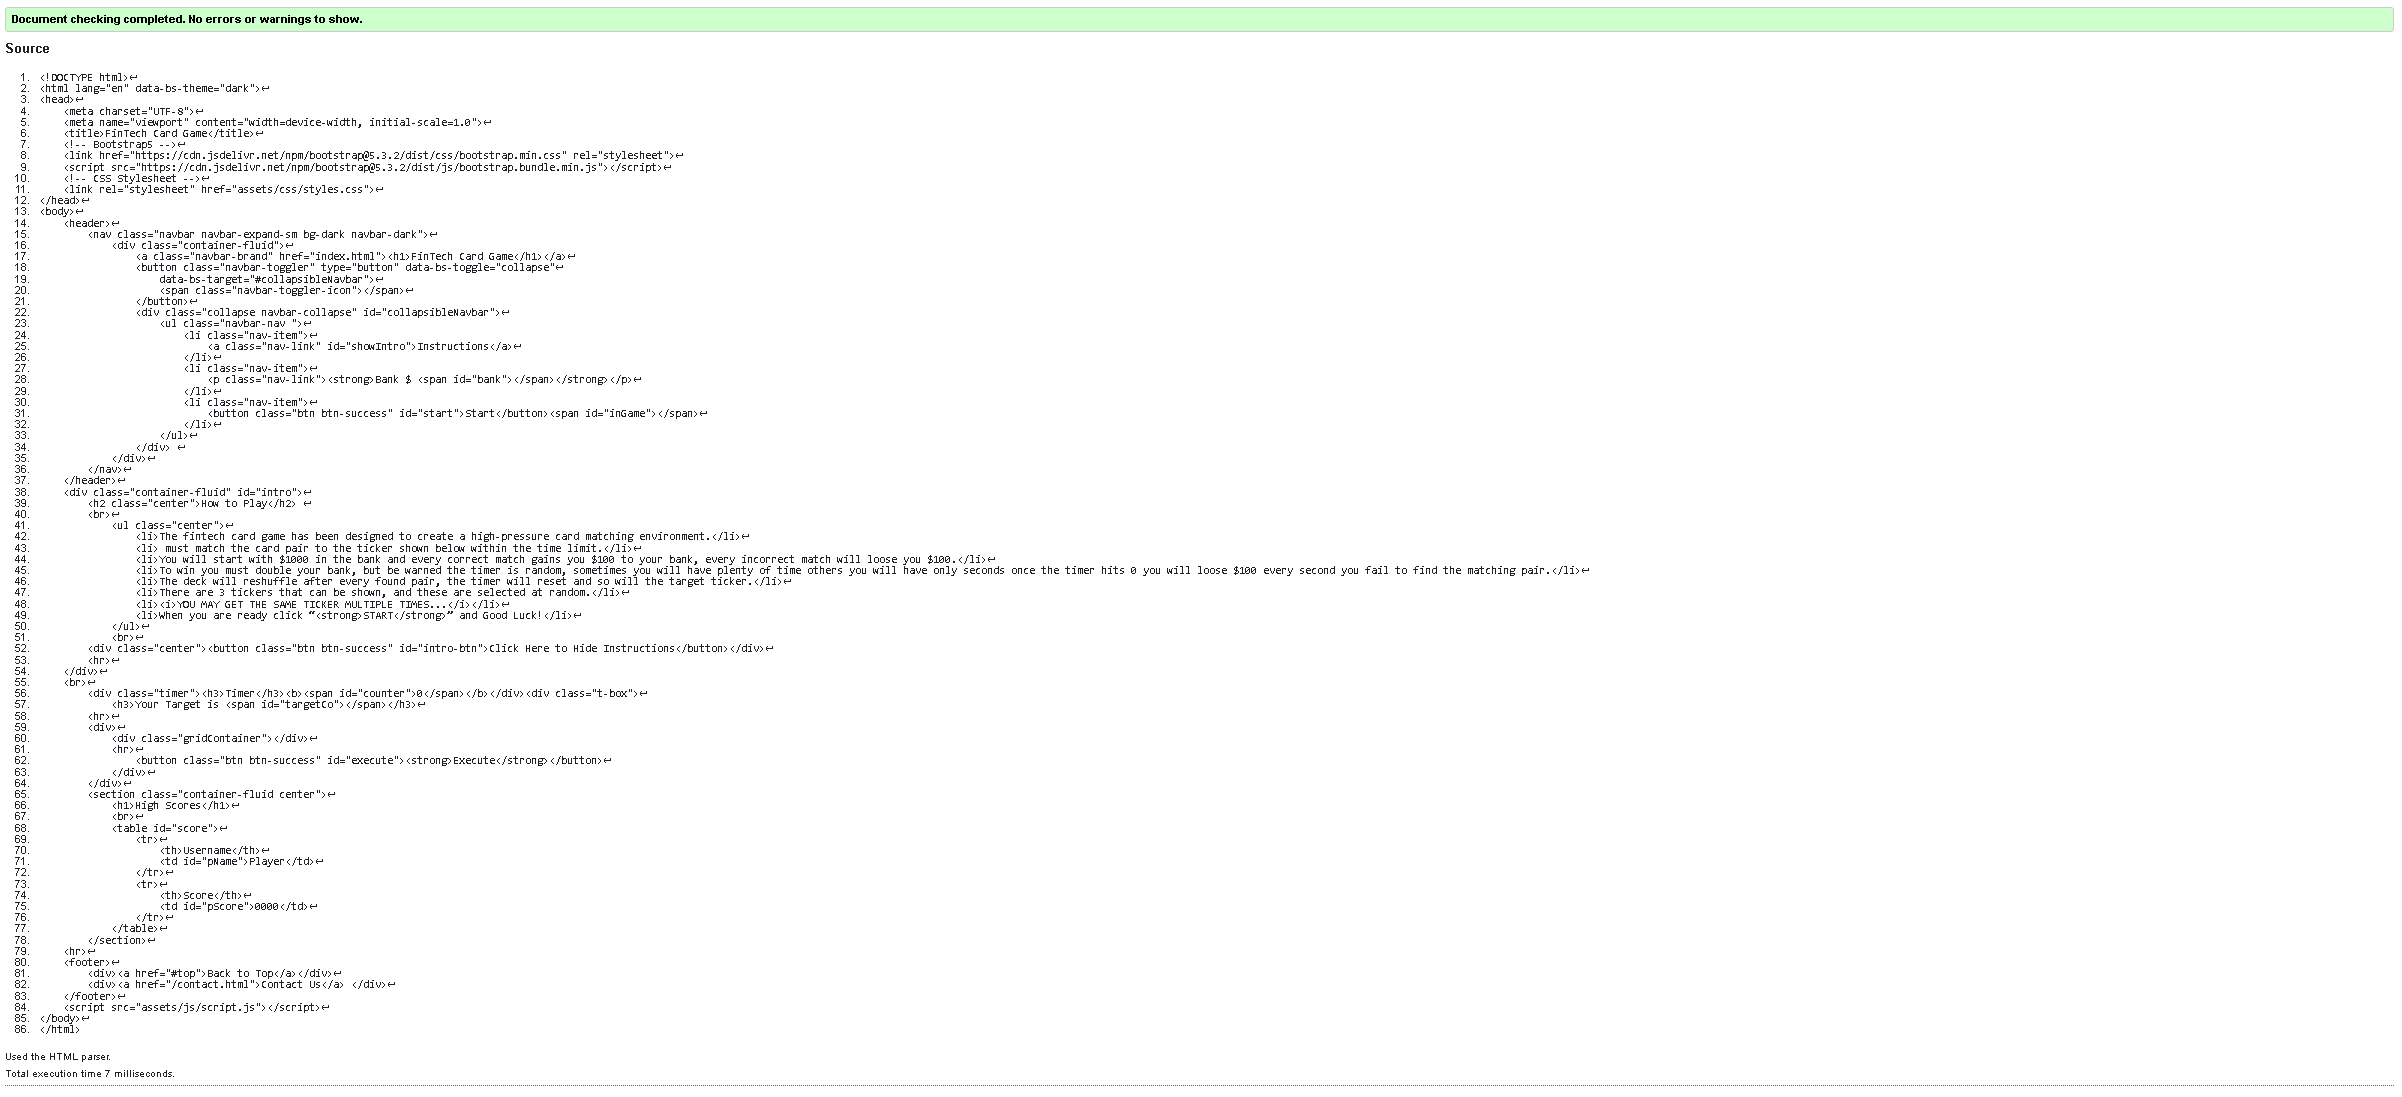 Document checking completed. No errors or warnings to show.
Source
1. <!DOCTYPE html>↩
2. <html lang="en" data-bs-theme="dark">↩
3. <head>↩
4. <meta charset="UTF-8">↩
5. <meta name="viewport" content="width=device-width, initial-scale=1.0">↩
6. <title>FinTech Card Game</title>↩
7. <!-- Bootstrap5 -->↩
8. <link href="https://cdn.jsdelivr.net/npm/bootstrap@5.3.2/dist/css/bootstrap.min.css" rel="stylesheet">↩
9. <script src="https://cdn.jsdelivr.net/npm/bootstrap@5.3.2/dist/js/bootstrap.bundle.min.js"></script>↩
10. <!-- CSS Stylesheet -->↩
11. <link rel="stylesheet" href="assets/css/styles.css">↩
12. </head>↩
13. <body>↩
14. <header>↩
15. <nav class="navbar navbar-expand-sm bg-dark navbar-dark">↩
16. <div class="container-fluid">↩
17. <a class="navbar-brand" href="index.html"><h1>FinTech Card Game</h1></a>↩
18. <button class="navbar-toggler" type="button" data-bs-toggle="collapse"↩
19. data-bs-target="#collapsibleNavbar">↩
20. <span class="navbar-toggler-icon"></span>↩
21. </button>↩
22. <div class="collapse navbar-collapse" id="collapsibleNavbar">↩
23. <ul class="navbar-nav ">↩
24. <li class="nav-item">↩
25. <a class="nav-link" id="showIntro">Instructions</a>↩
26. </li>↩
27. <li class="nav-item">↩
28. <p class="nav-link"><strong>Bank $ <span id="bank"></span></strong></p>↩
29. </li>↩
30. <li class="nav-item">↩
31. <button class="btn btn-success" id="start">Start</button><span id="inGame"></span>↩
32. </li>↩
33. </ul>↩
34. </div> ↩
35. </div>↩
36. </nav>↩
37. </header>↩
38. <div class="container-fluid" id="intro">↩
39. <h2 class="center">How to Play</h2> ↩
40. <br>↩
41. <ul class="center">↩
42. <li>The fintech card game has been designed to create a high-pressure card matching environment.</li>↩
43. <li> must match the card pair to the ticker shown below within the time limit.</li>↩
44. <li>You will start with $1000 in the bank and every correct match gains you $100 to your bank, every incorrect match will loose you $100.</li>↩
45. <li>To win you must double your bank, but be warned the timer is random, sometimes you will have plenty of time others you will have only seconds once the timer hits 0 you will loose $100 every second you fail to find the matching pair.</li>↩
46. <li>The deck will reshuffle after every found pair, the timer will reset and so will the target ticker.</li>↩
47. <li>There are 3 tickers that can be shown, and these are selected at random.</li>↩
48. <li><i>YOU MAY GET THE SAME TICKER MULTIPLE TIMES...</i></li>↩
49. <li>When you are ready click “<strong>START</strong>” and Good Luck!</li>↩
50. </ul>↩
51. <br>↩
52. <div class="center"><button class="btn btn-success" id="intro-btn">Click Here to Hide Instructions</button></div>↩
53. <hr>↩
54. </div>↩
55. <br>↩
56. <div class="timer"><h3>Timer</h3><b><span id="counter">0</span></b></div><div class="t-box">↩
57. <h3>Your Target is <span id="targetCo"></span></h3>↩
58. <hr>↩
59. <div>↩
60. <div class="gridContainer"></div>↩
61. <hr>↩
62. <button class="btn btn-success" id="execute"><strong>Execute</strong></button>↩
63. </div>↩
64. </div>↩
65. <section class="container-fluid center">↩
66. <h1>High Scores</h1>↩
67. <br>↩
68. <table id="score">↩
69. <tr>↩
70. <th>Username</th>↩
71. <td id="pName">Player</td>↩
72. </tr>↩
73. <tr>↩
74. <th>Score</th>↩
75. <td id="pScore">0000</td>↩
76. </tr>↩
77. </table>↩
78. </section>↩
79. <hr>↩
80. <footer>↩
81. <div><a href="#top">Back to Top</a></div>↩
82. <div><a href="/contact.html">Contact Us</a> </div>↩
83. </footer>↩
84. <script src="assets/js/script.js"></script>↩
85. </body>↩
86. </html>
Used the HTML parser.
Total execution time 7 milliseconds.